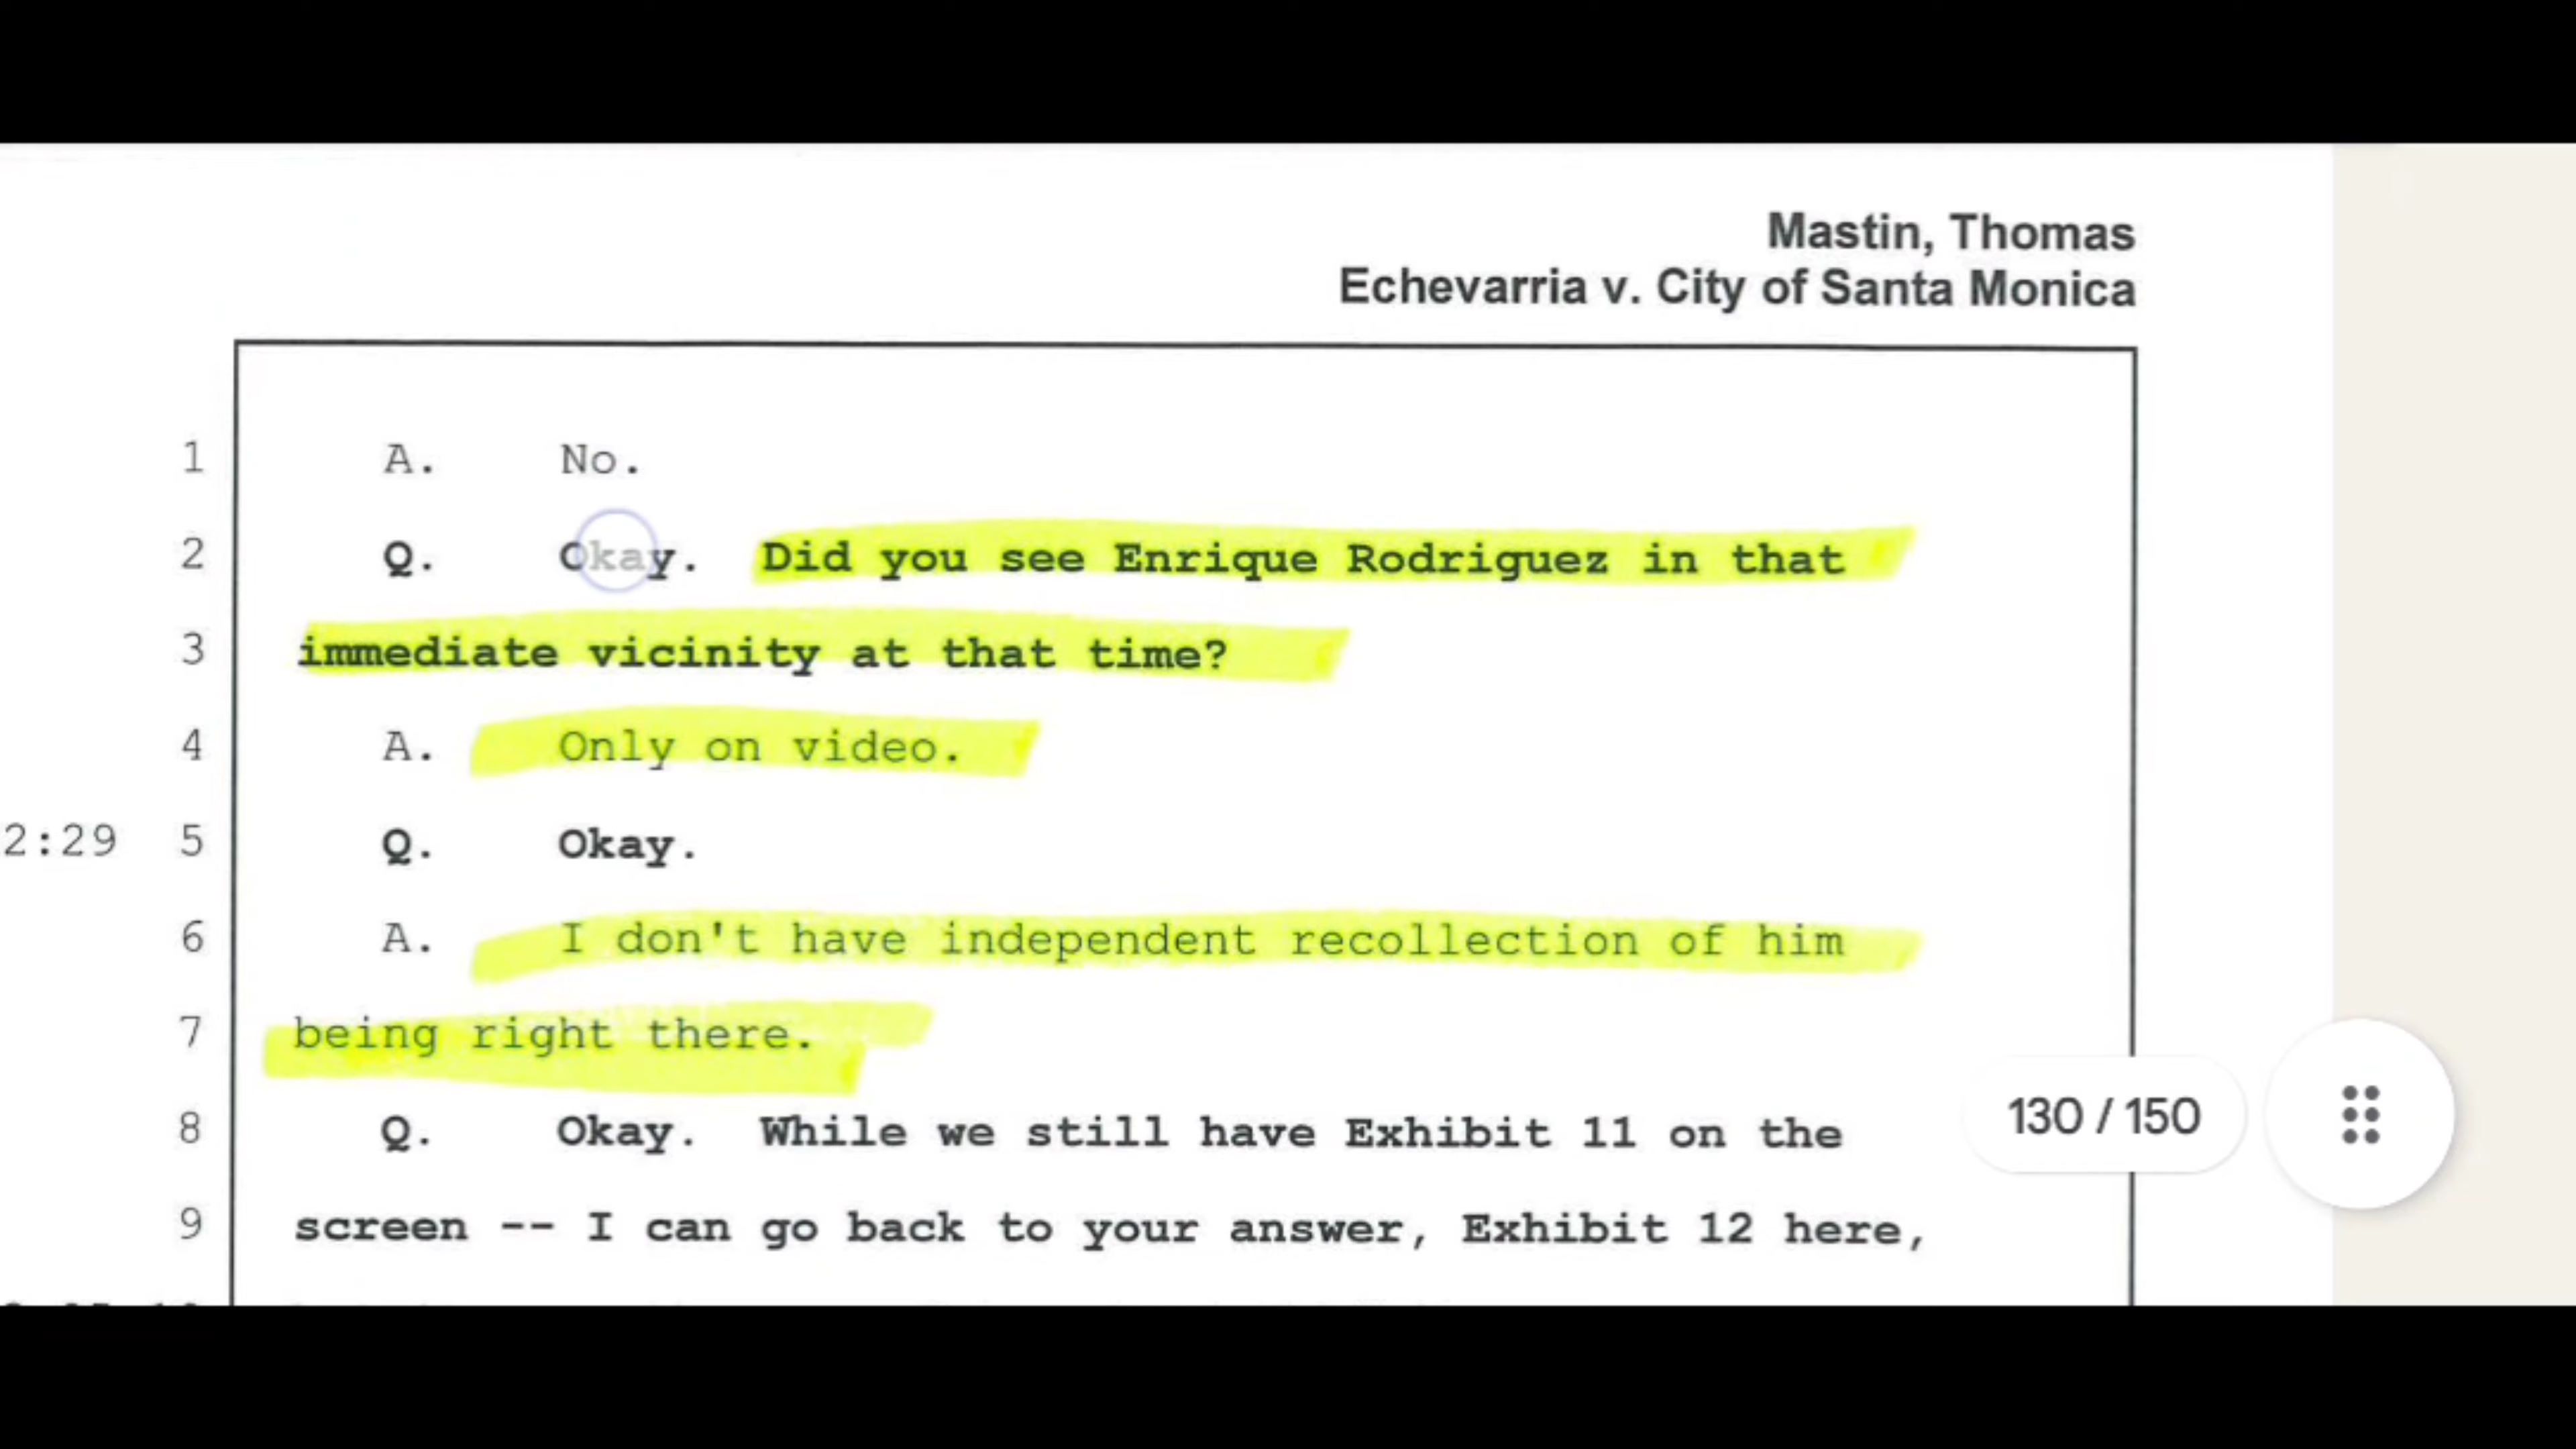 Mastin, Thomas
Echevarria v. City of Santa Monica
1 A. No.
2 Q. Okay. Did you see Enrique Rodriguez in that
3 immediate vicinity at that time?
4 A. Only on video.
2:29 5 Q. Okay.
6 A. I don't have independent recollection of him
7 being right there.
8 Q. Okay. While we still have Exhibit 11 on the
130 / 150
9 screen -- I can go back to your answer, Exhibit 12 here,